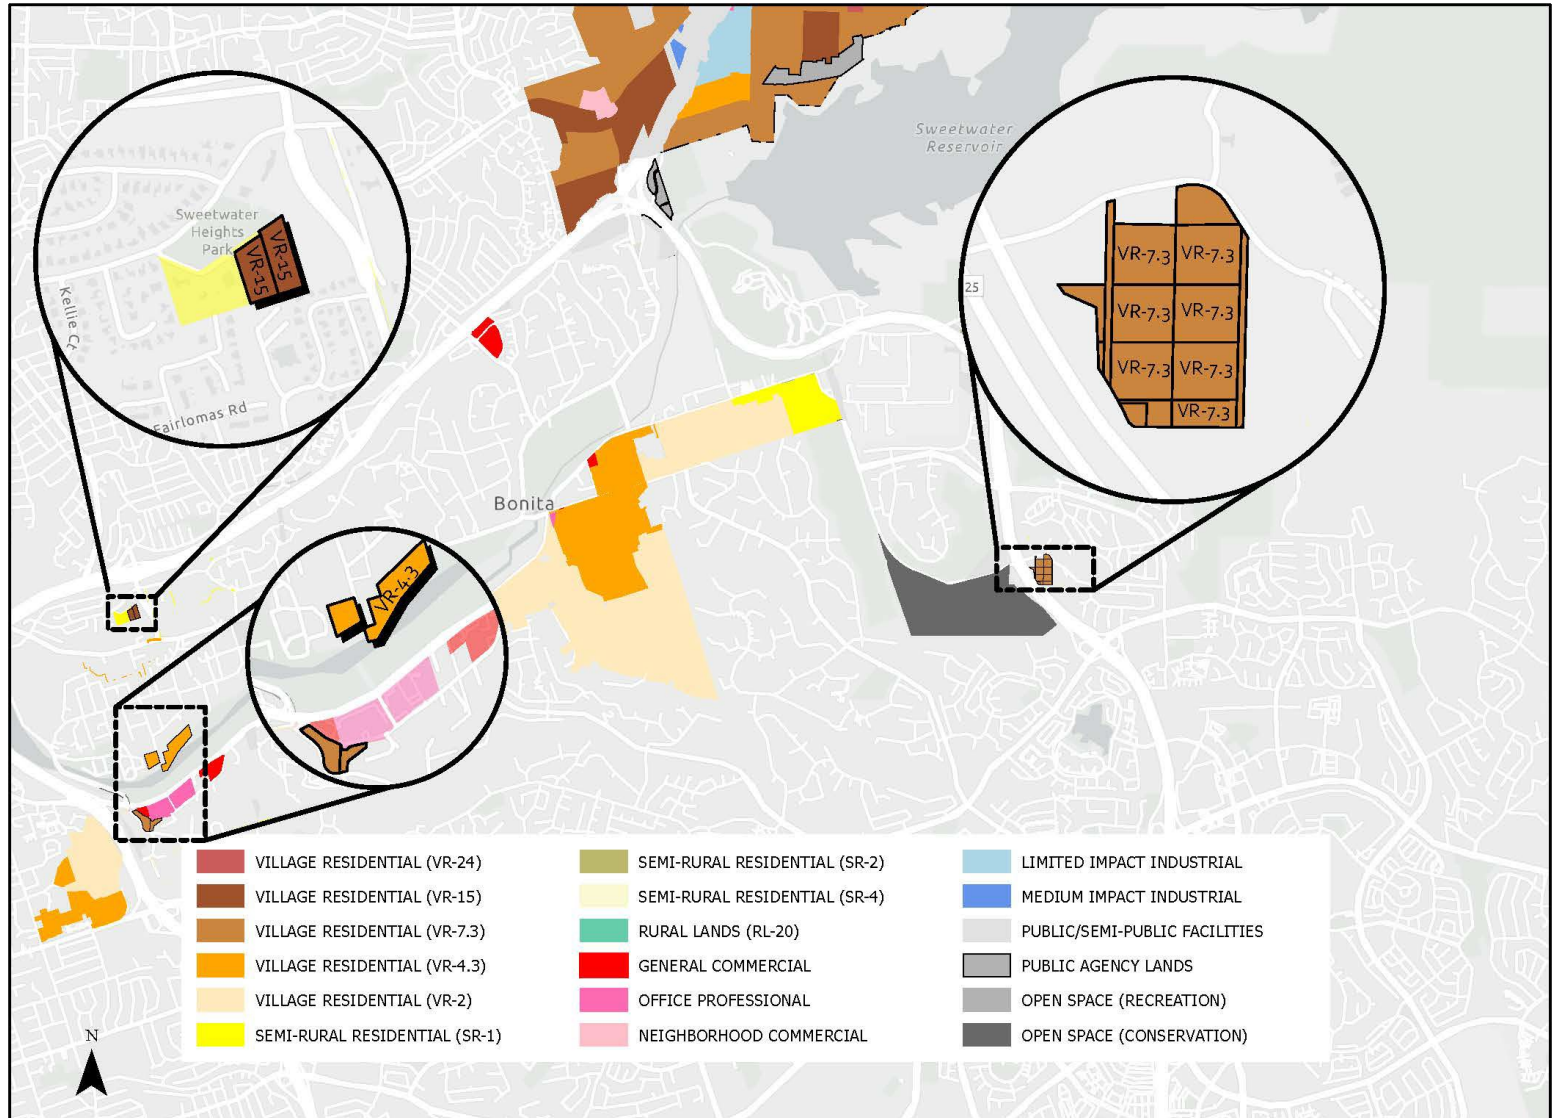 Sweetwater
Reservoir
Sweetwater
Heights
Park
VR-15
VR-15
Kellie Ct
Fairlomas Rd
25
VR-7.3
VR-7.3
VR-7.3
VR-7.3
VR-7.3
VR-7.3
VR-7.3
Bonita
VR-4.3
VILLAGE RESIDENTIAL (VR-24)
VILLAGE RESIDENTIAL (VR-15)
VILLAGE RESIDENTIAL (VR-7.3)
VILLAGE RESIDENTIAL (VR-4.3)
VILLAGE RESIDENTIAL (VR-2)
SEMI-RURAL RESIDENTIAL (SR-1)
SEMI-RURAL RESIDENTIAL (SR-2)
SEMI-RURAL RESIDENTIAL (SR-4)
RURAL LANDS (RL-20)
GENERAL COMMERCIAL
OFFICE PROFESSIONAL
NEIGHBORHOOD COMMERCIAL
LIMITED IMPACT INDUSTRIAL
MEDIUM IMPACT INDUSTRIAL
PUBLIC/SEMI-PUBLIC FACILITIES
PUBLIC AGENCY LANDS
OPEN SPACE (RECREATION)
OPEN SPACE (CONSERVATION)
N